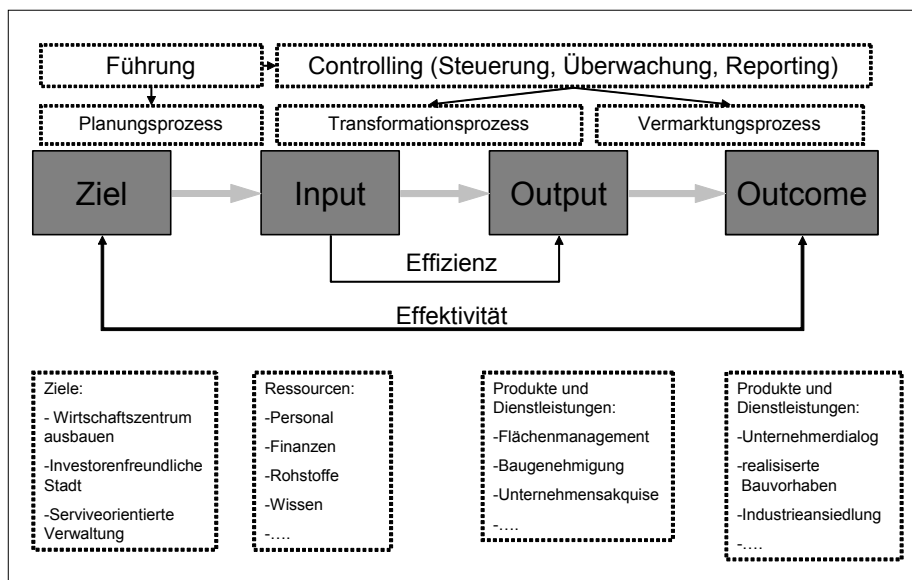 Führung
Controlling (Steuerung, Überwachung, Reporting)
Planungsprozess
Transformationsprozess
Vermarktungsprozess
Ziel
Input
Output
Outcome
Effizienz
Effektivität
Ziele:
- Wirtschaftszentrum
ausbauen
-Investorenfreundliche
Stadt
-Serviveorientierte
Verwaltung
Ressourcen:
-Personal
-Finanzen
-Rohstoffe
-Wissen
-....
Produkte und
Dienstleistungen:
-Flächenmanagement
-Baugenehmigung
-Unternehmensakquise
-....
Produkte und
Dienstleistungen:
-Unternehmerdialog
-realisiserte
Bauvorhaben
-Industrieansiedlung
-....